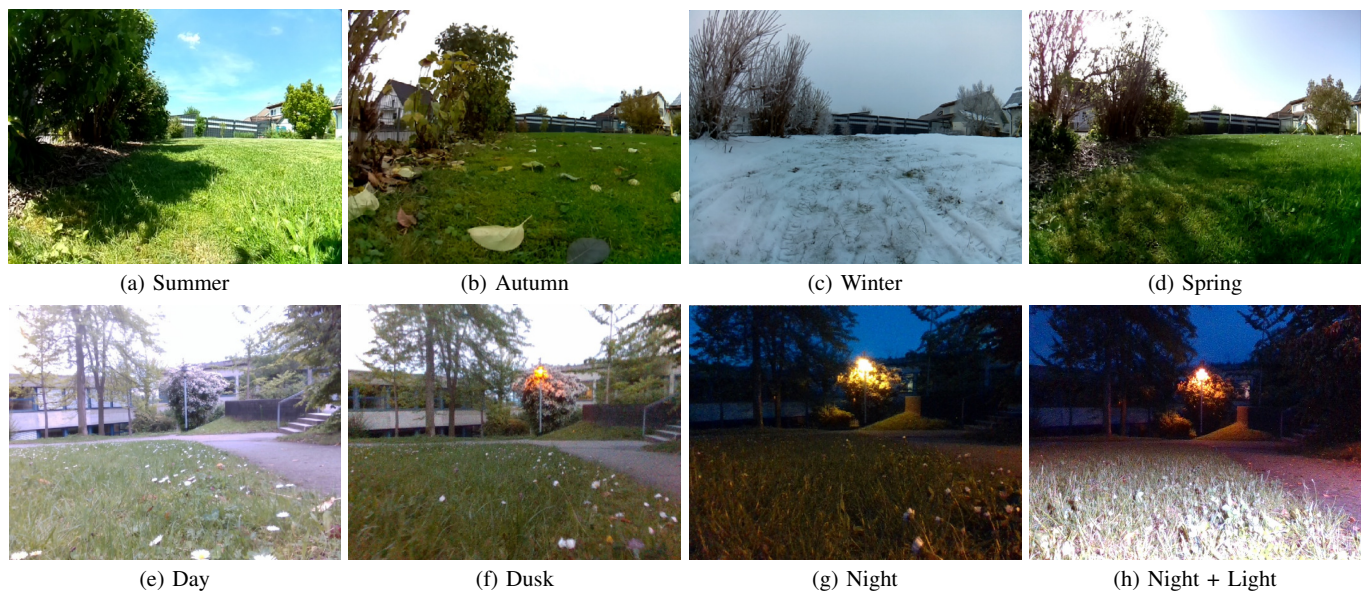 (a) Summer
(b) Autumn
(c) Winter
(d) Spring
(e) Day
(f) Dusk
(g) Night
(h) Night + Light